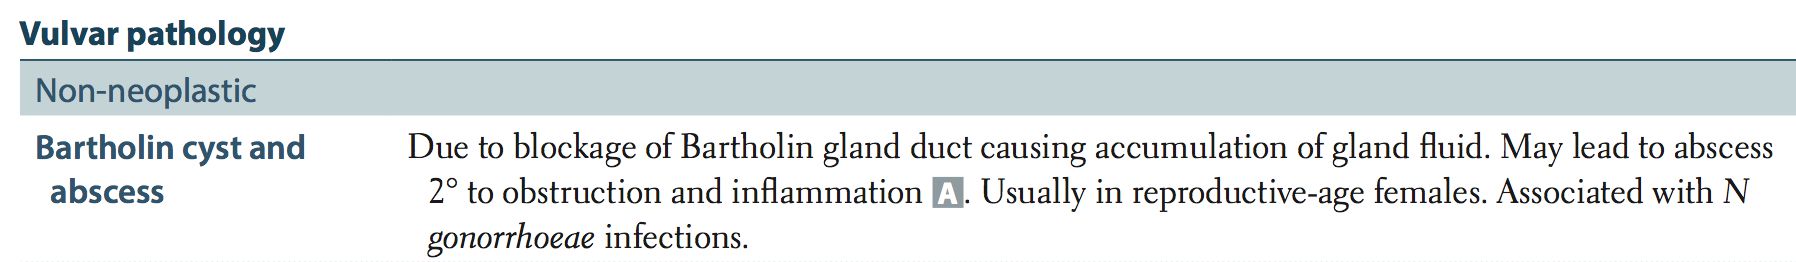 Vulvar pathology
Non-neoplastic
Bartholin cyst and
abscess
Due to blockage of Bartholin gland duct causing accumulation of gland fluid. May lead to abscess
2° to obstruction and inflammation A. Usually in reproductive-age females. Associated with N
gonorrhoeae infections.